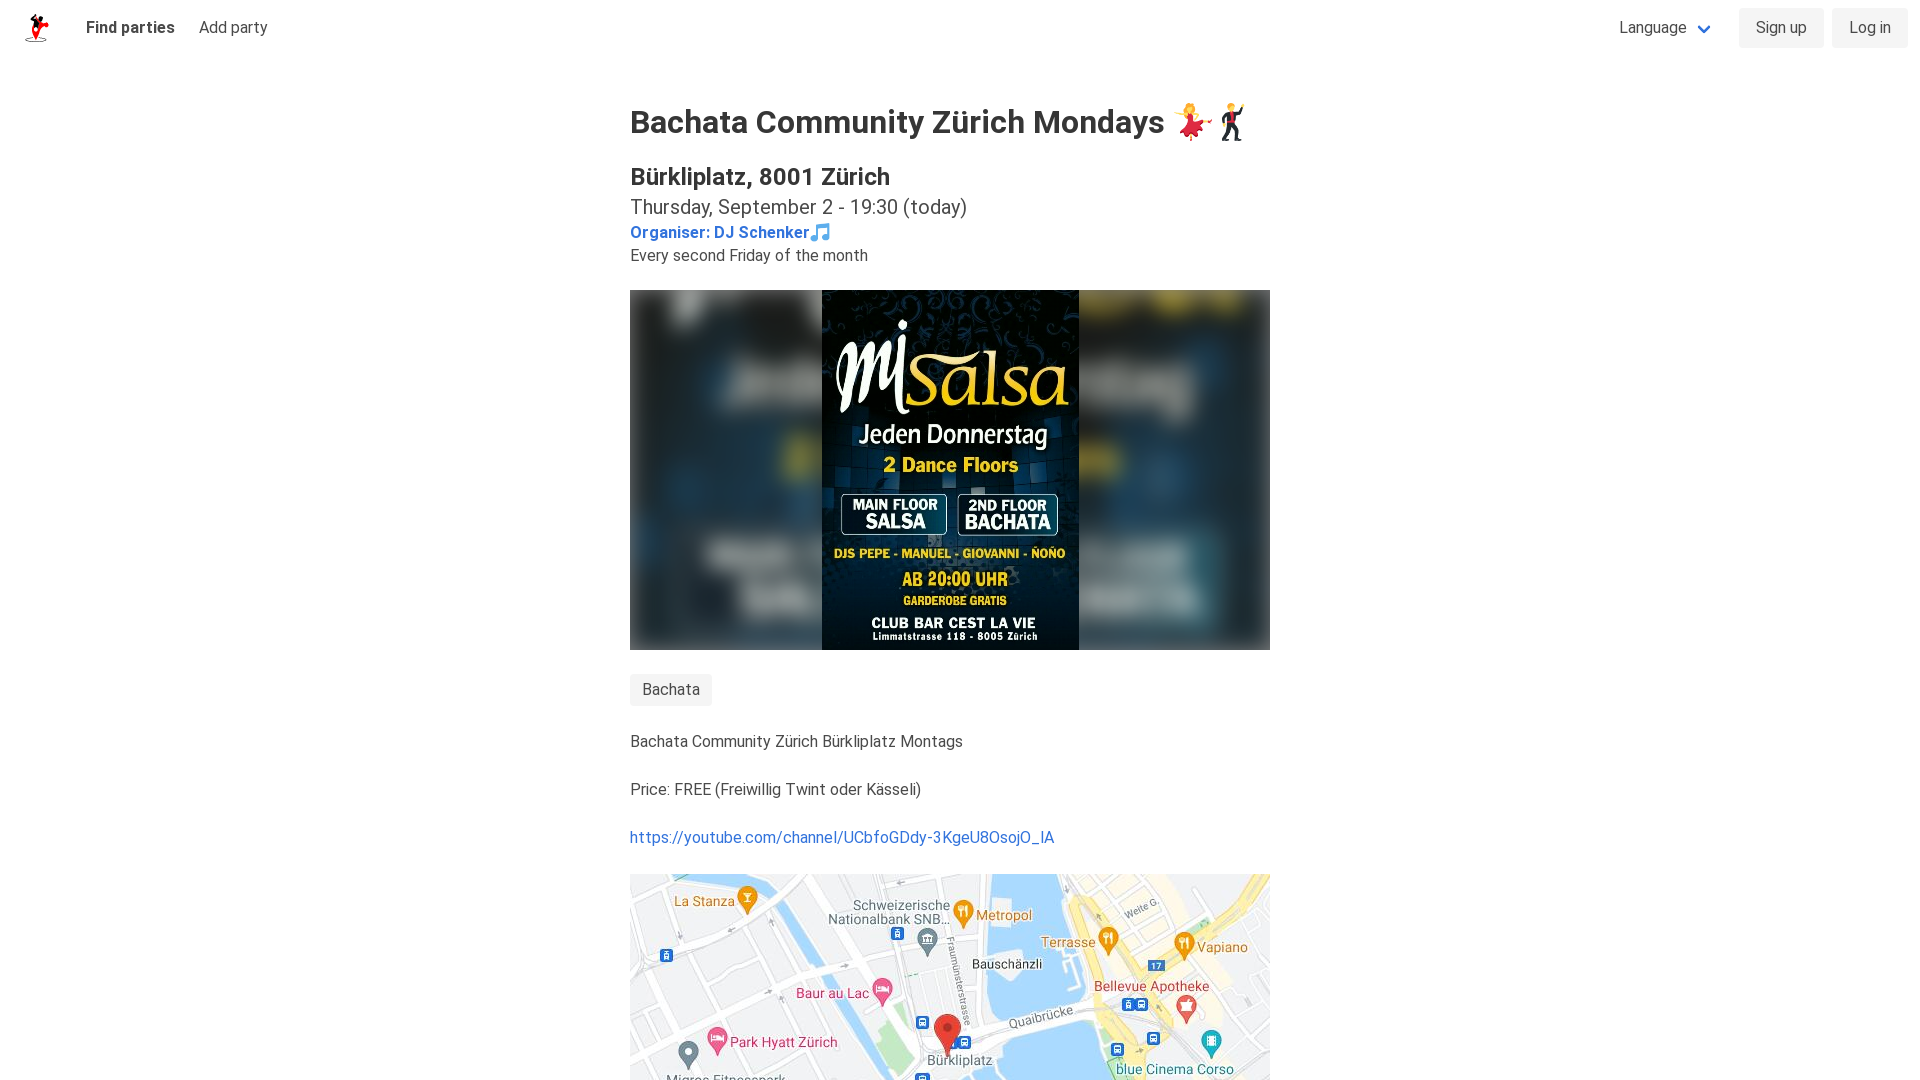 Find parties
Add party
Language
Sign up
Log in
Bachata Community Zürich Mondays 💃🕺
Bürkliplatz, 8001 Zürich
Thursday, September 2 - 19:30 (today)
Organiser: DJ Schenker🎵
Every second Friday of the month
mi Salsa
Jeden Donnerstag
2 Dance Floors
MAIN FLOOR
SALSA
2ND FLOOR
BACHATA
DJS PEPE - MANUEL - GIOVANNI - ÑOÑO
AB 20:00 UHR
GARDEROBE GRATIS
CLUB BAR CEST LA VIE
Limmatstrasse 118 - 8005 Zürich
Bachata
Bachata Community Zürich Bürkliplatz Montags
Price: FREE (Freiwillig Twint oder Kässeli)
https://youtube.com/channel/UCbfoGDdy-3KgeU8OsojO_lA
La Stanza
Schweizerische
Nationalbank SNB...
Metropol
Weite G.
Terrasse
Vapiano
Fraumünsterstrasse
Bauschänzli
17
Baur au Lac
Bellevue Apotheke
Quaibrücke
Park Hyatt Zürich
Bürkliplatz
blue Cinema Corso
Migros Fitnesspark